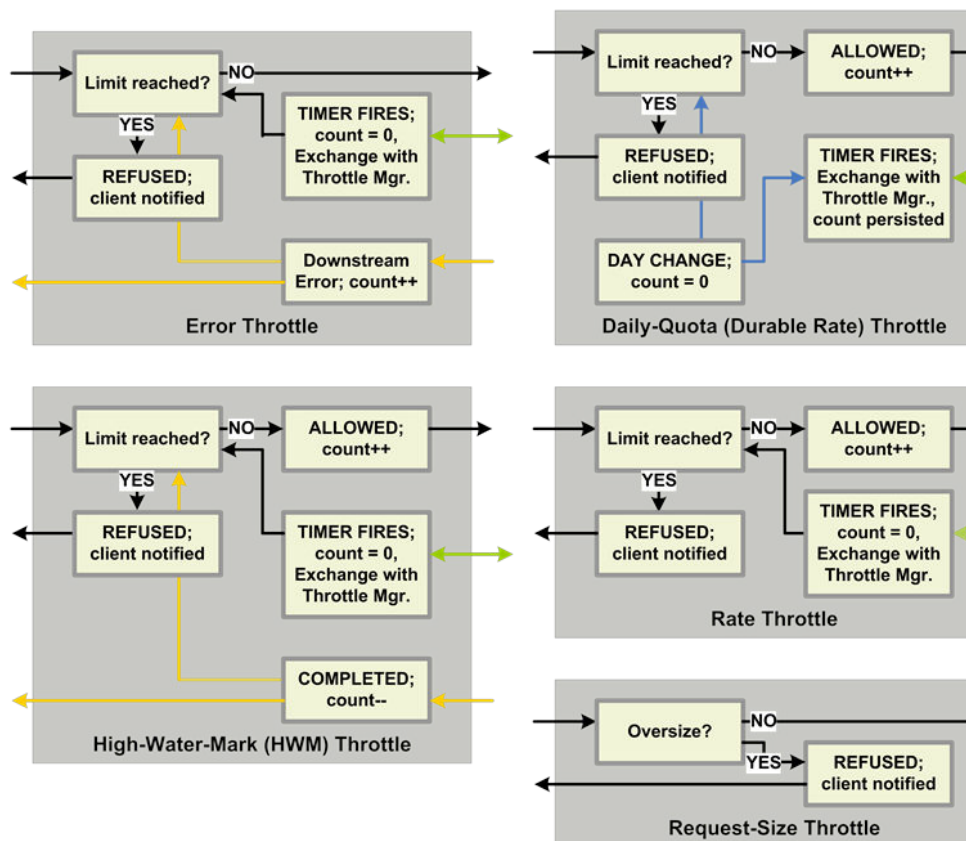 Limit reached?
NO
YES
TIMER FIRES;
count = 0,
Exchange with
Throttle Mgr.
REFUSED;
client notified
Downstream
Error; count++
Error Throttle
Limit reached?
NO
ALLOWED;
count++
YES
REFUSED;
client notified
TIMER FIRES;
Exchange with
Throttle Mgr.,
count persisted
DAY CHANGE;
count = 0
Daily-Quota (Durable Rate) Throttle
Limit reached?
NO
ALLOWED;
count++
YES
REFUSED;
client notified
TIMER FIRES;
count = 0,
Exchange with
Throttle Mgr.
COMPLETED;
count--
High-Water-Mark (HWM) Throttle
Limit reached?
NO
ALLOWED;
count++
YES
REFUSED;
client notified
TIMER FIRES;
count = 0,
Exchange with
Throttle Mgr.
Rate Throttle
Oversize?
NO
YES
REFUSED;
client notified
Request-Size Throttle